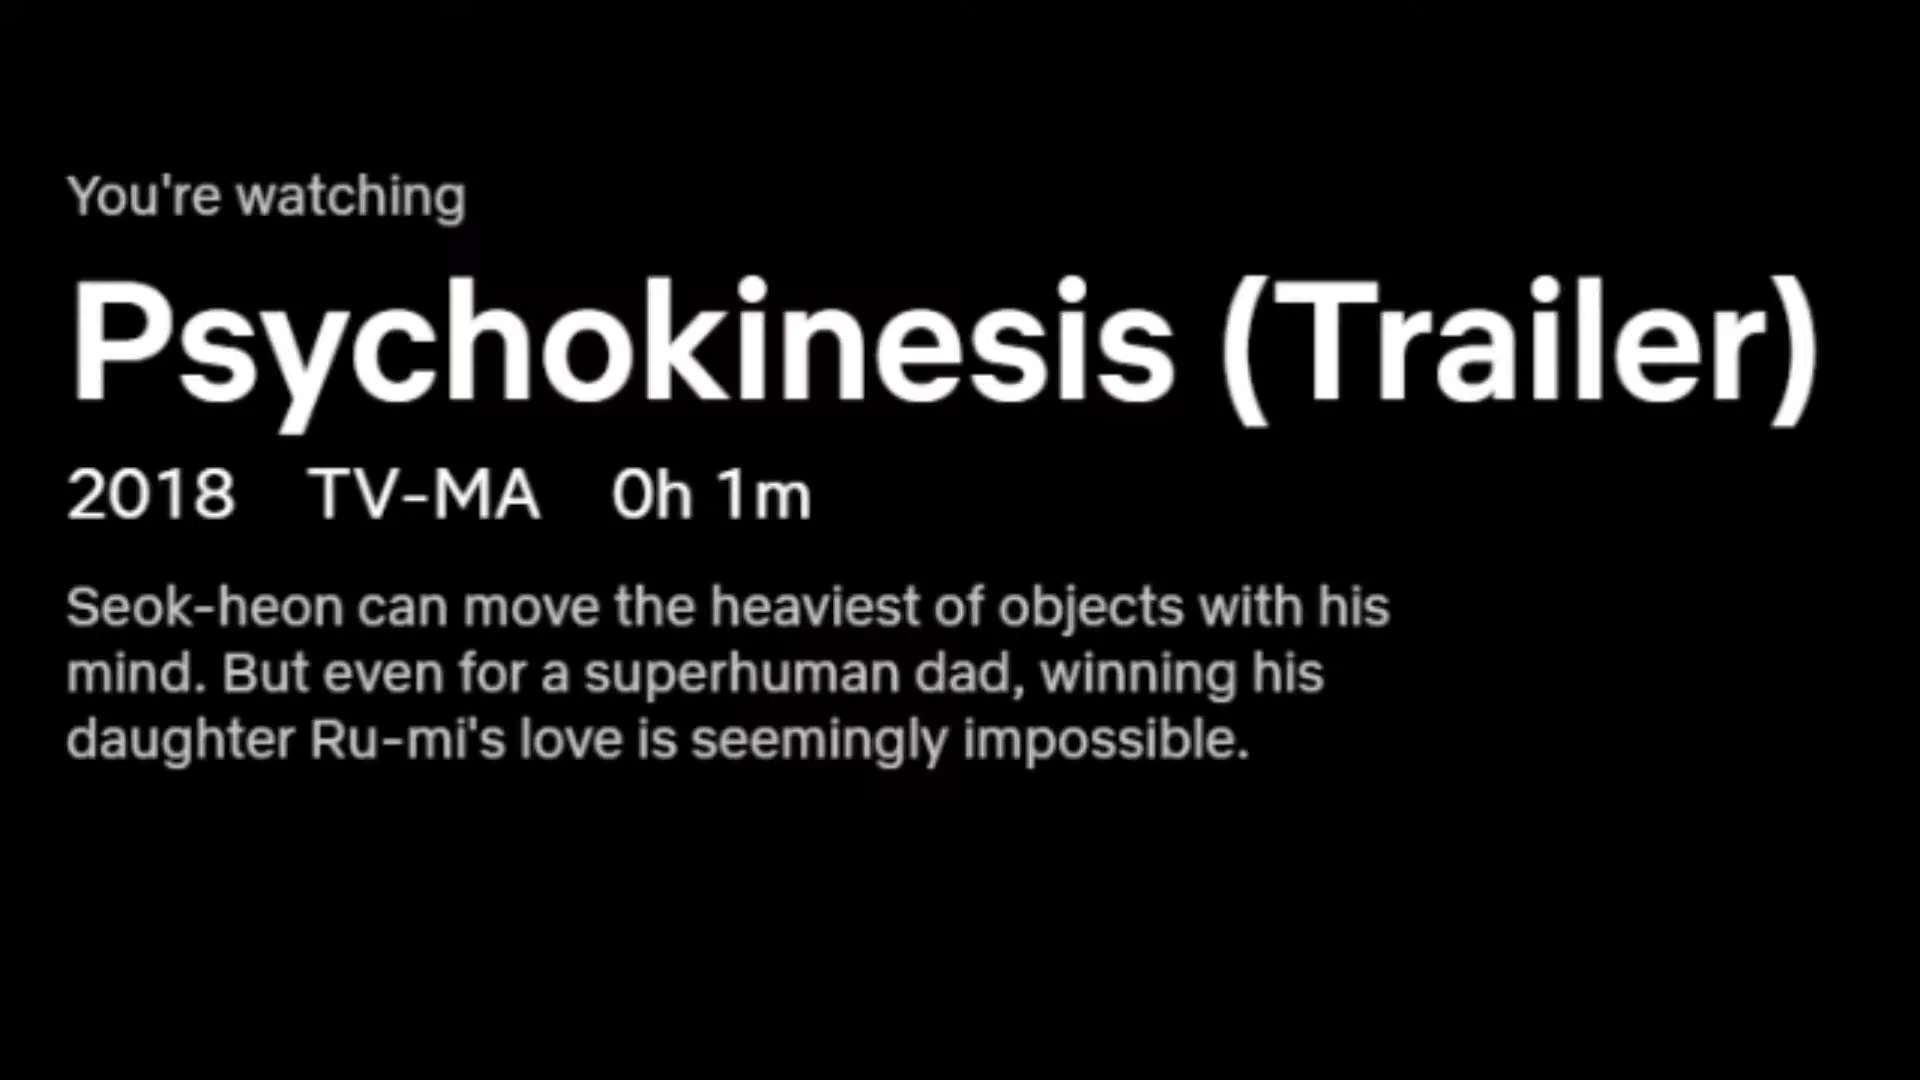 You're watching
Psychokinesis (Trailer)
2018 TV-MA 0h 1m
Seok-heon can move the heaviest of objects with his
mind. But even for a superhuman dad, winning his
daughter Ru-mi's love is seemingly impossible.